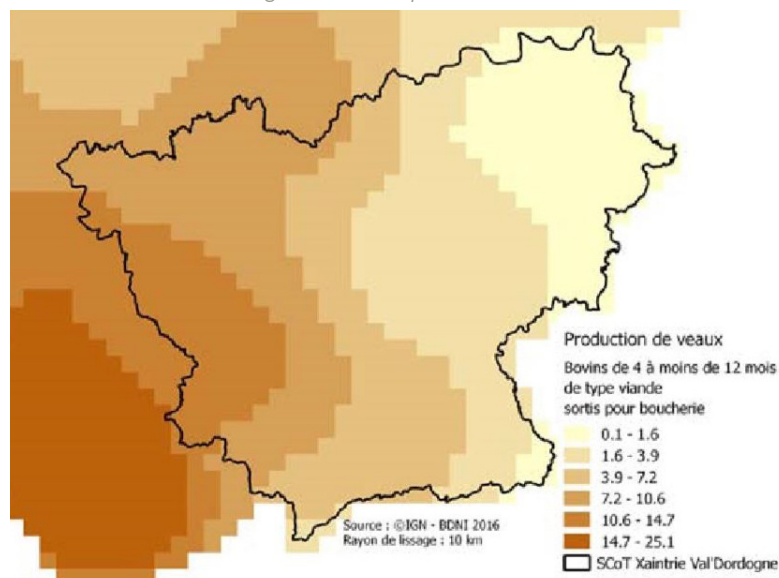 Production de veaux
Bovins de 4 à moins de 12 mois
de type viande
sortis pour boucherie
0.1 - 1.6
1.6 - 3.9
3.9 - 7.2
7.2 - 10.6
10.6 - 14.7
14.7 - 25.1
SCoT Xaintrie Val'Dordogne
Source : ©IGN - BDNI 2016
Rayon de lissage : 10 km